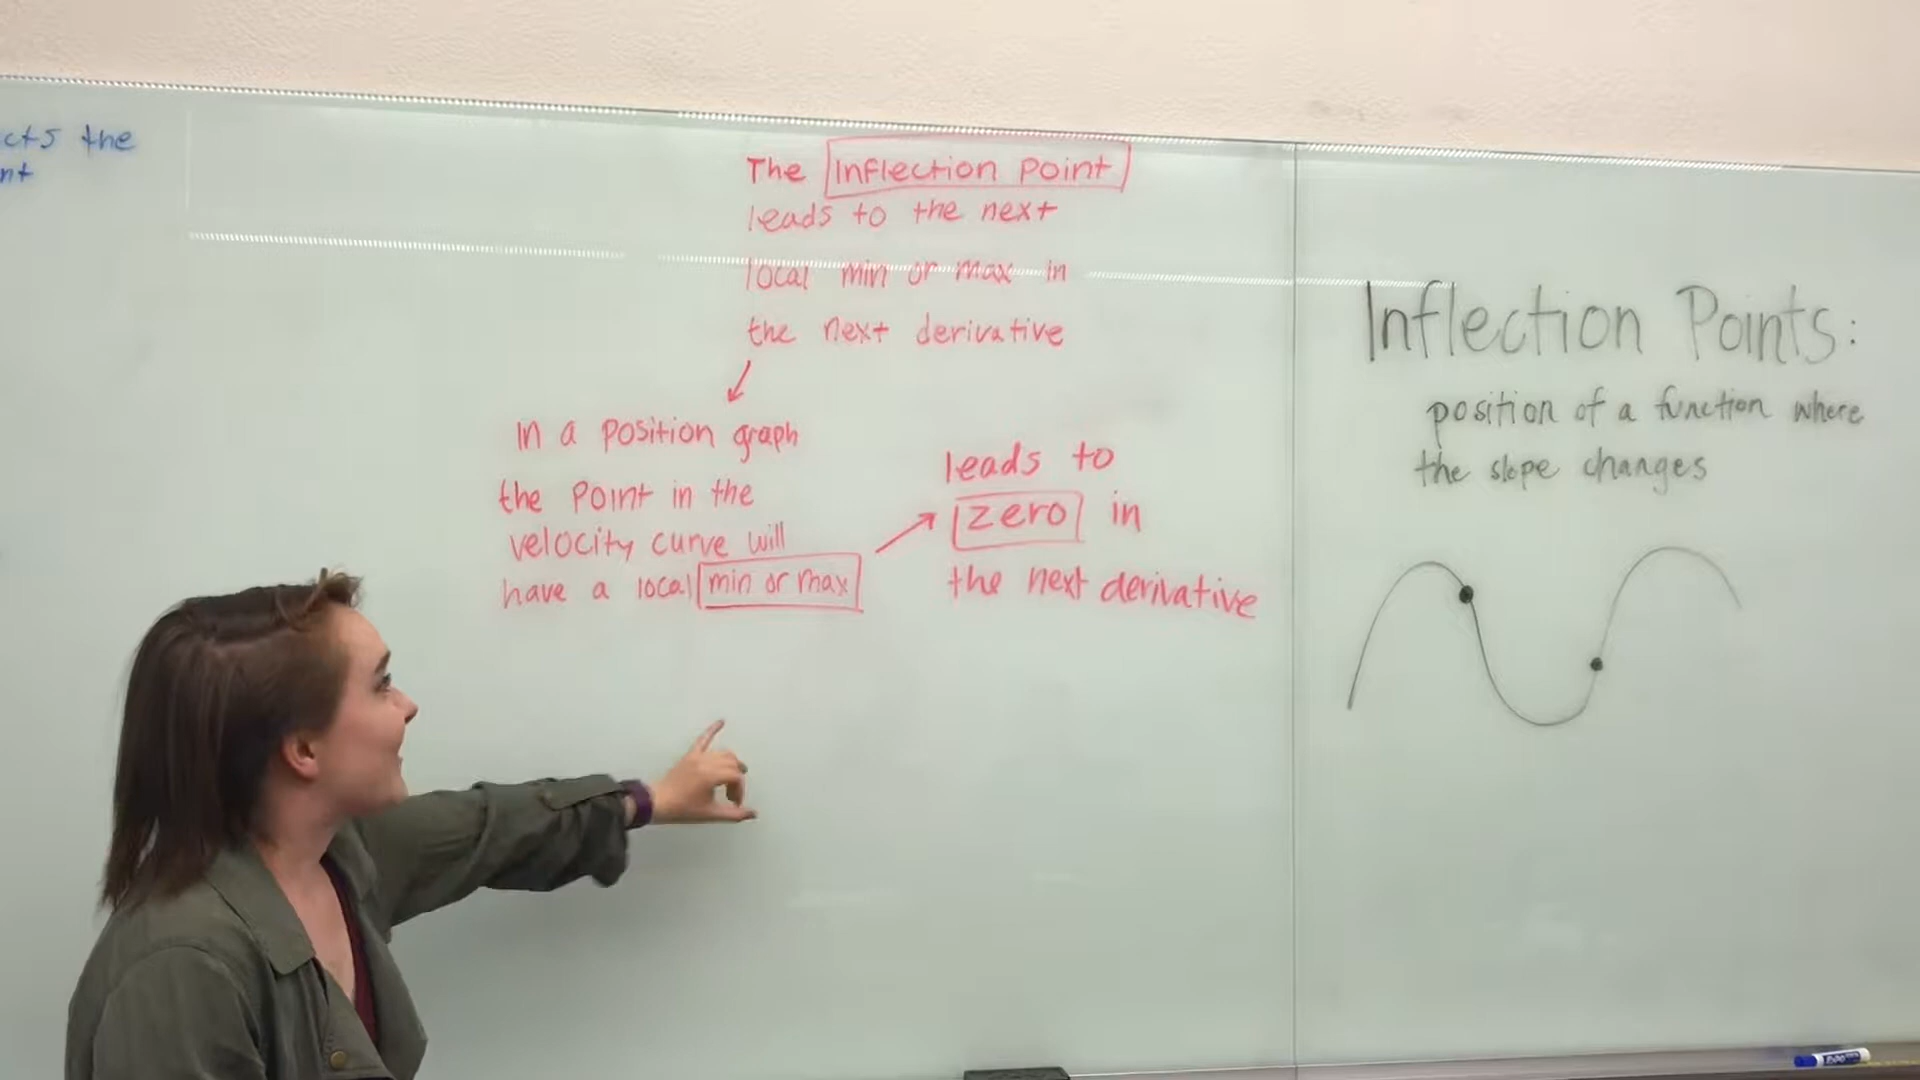 cts the
nt
The Inflection Point
leads to the next
local min or max in
the next derivative
In a position graph
the point in the
velocity curve will
have a local min or max
leads to
zero in
the next derivative
Inflection Points:
position of a function where
the slope changes
EXPO